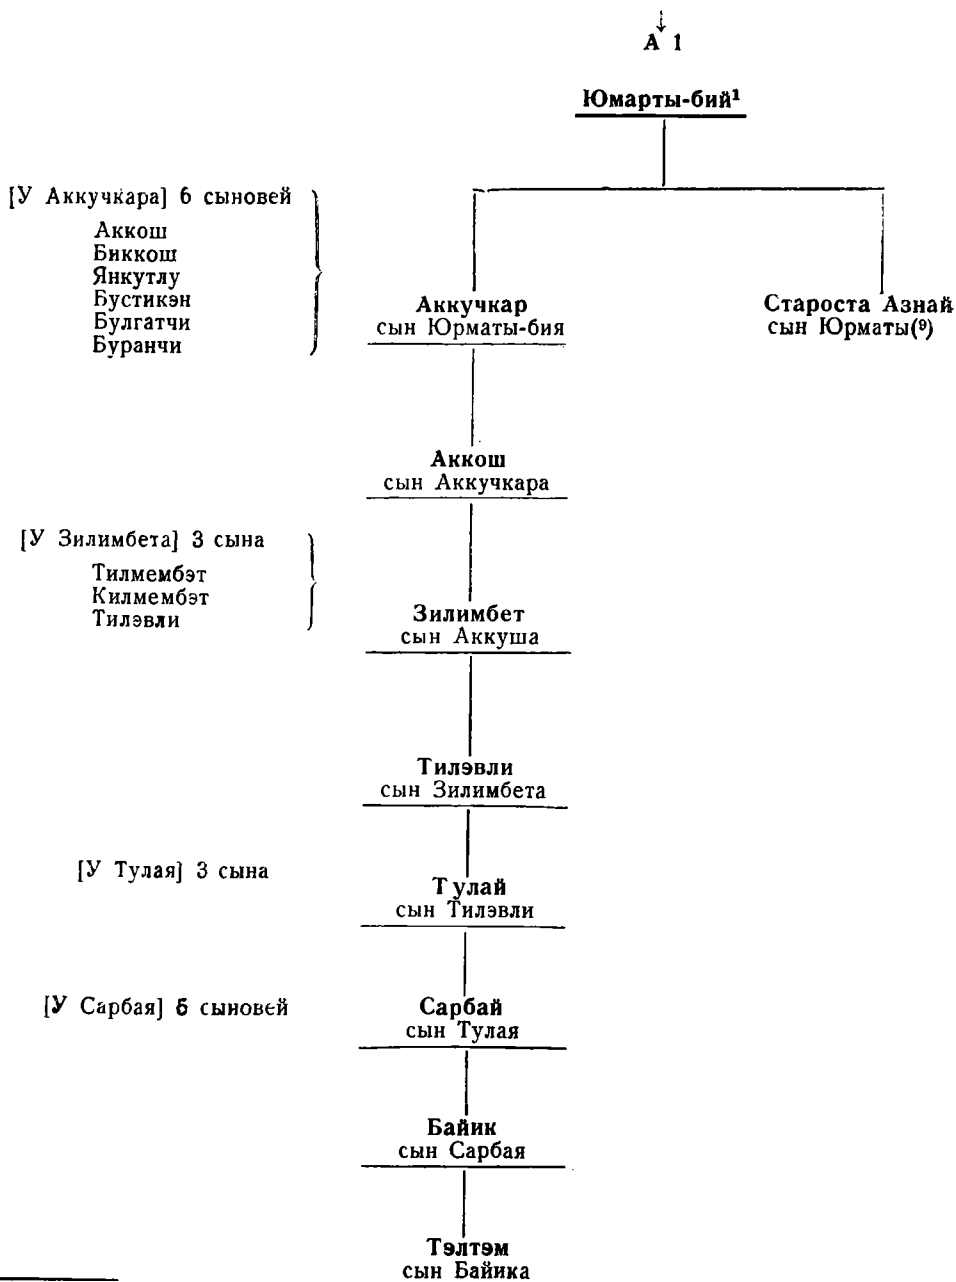 А 1
Юмарты-бий¹
[У Аккучкара] 6 сыновей
Аккош
Биккош
Янкутлу
Бустикэн
Булгатчи
Буранчи
Аккучкар
сын Юрматы-бия
Староста Азнай
сын Юрматы(⁹)
Аккош
сын Аккучкара
[У Зилимбета] 3 сына
Тилмембэт
Килмембэт
Тилэвли
Зилимбет
сын Аккуша
Тилэвли
сын Зилимбета
[У Тулая] 3 сына
Тулай
сын Тилэвли
[У Сарбая] 5 сыновей
Сарбай
сын Тулая
Байик
сын Сарбая
Тэлтэм
сын Байика